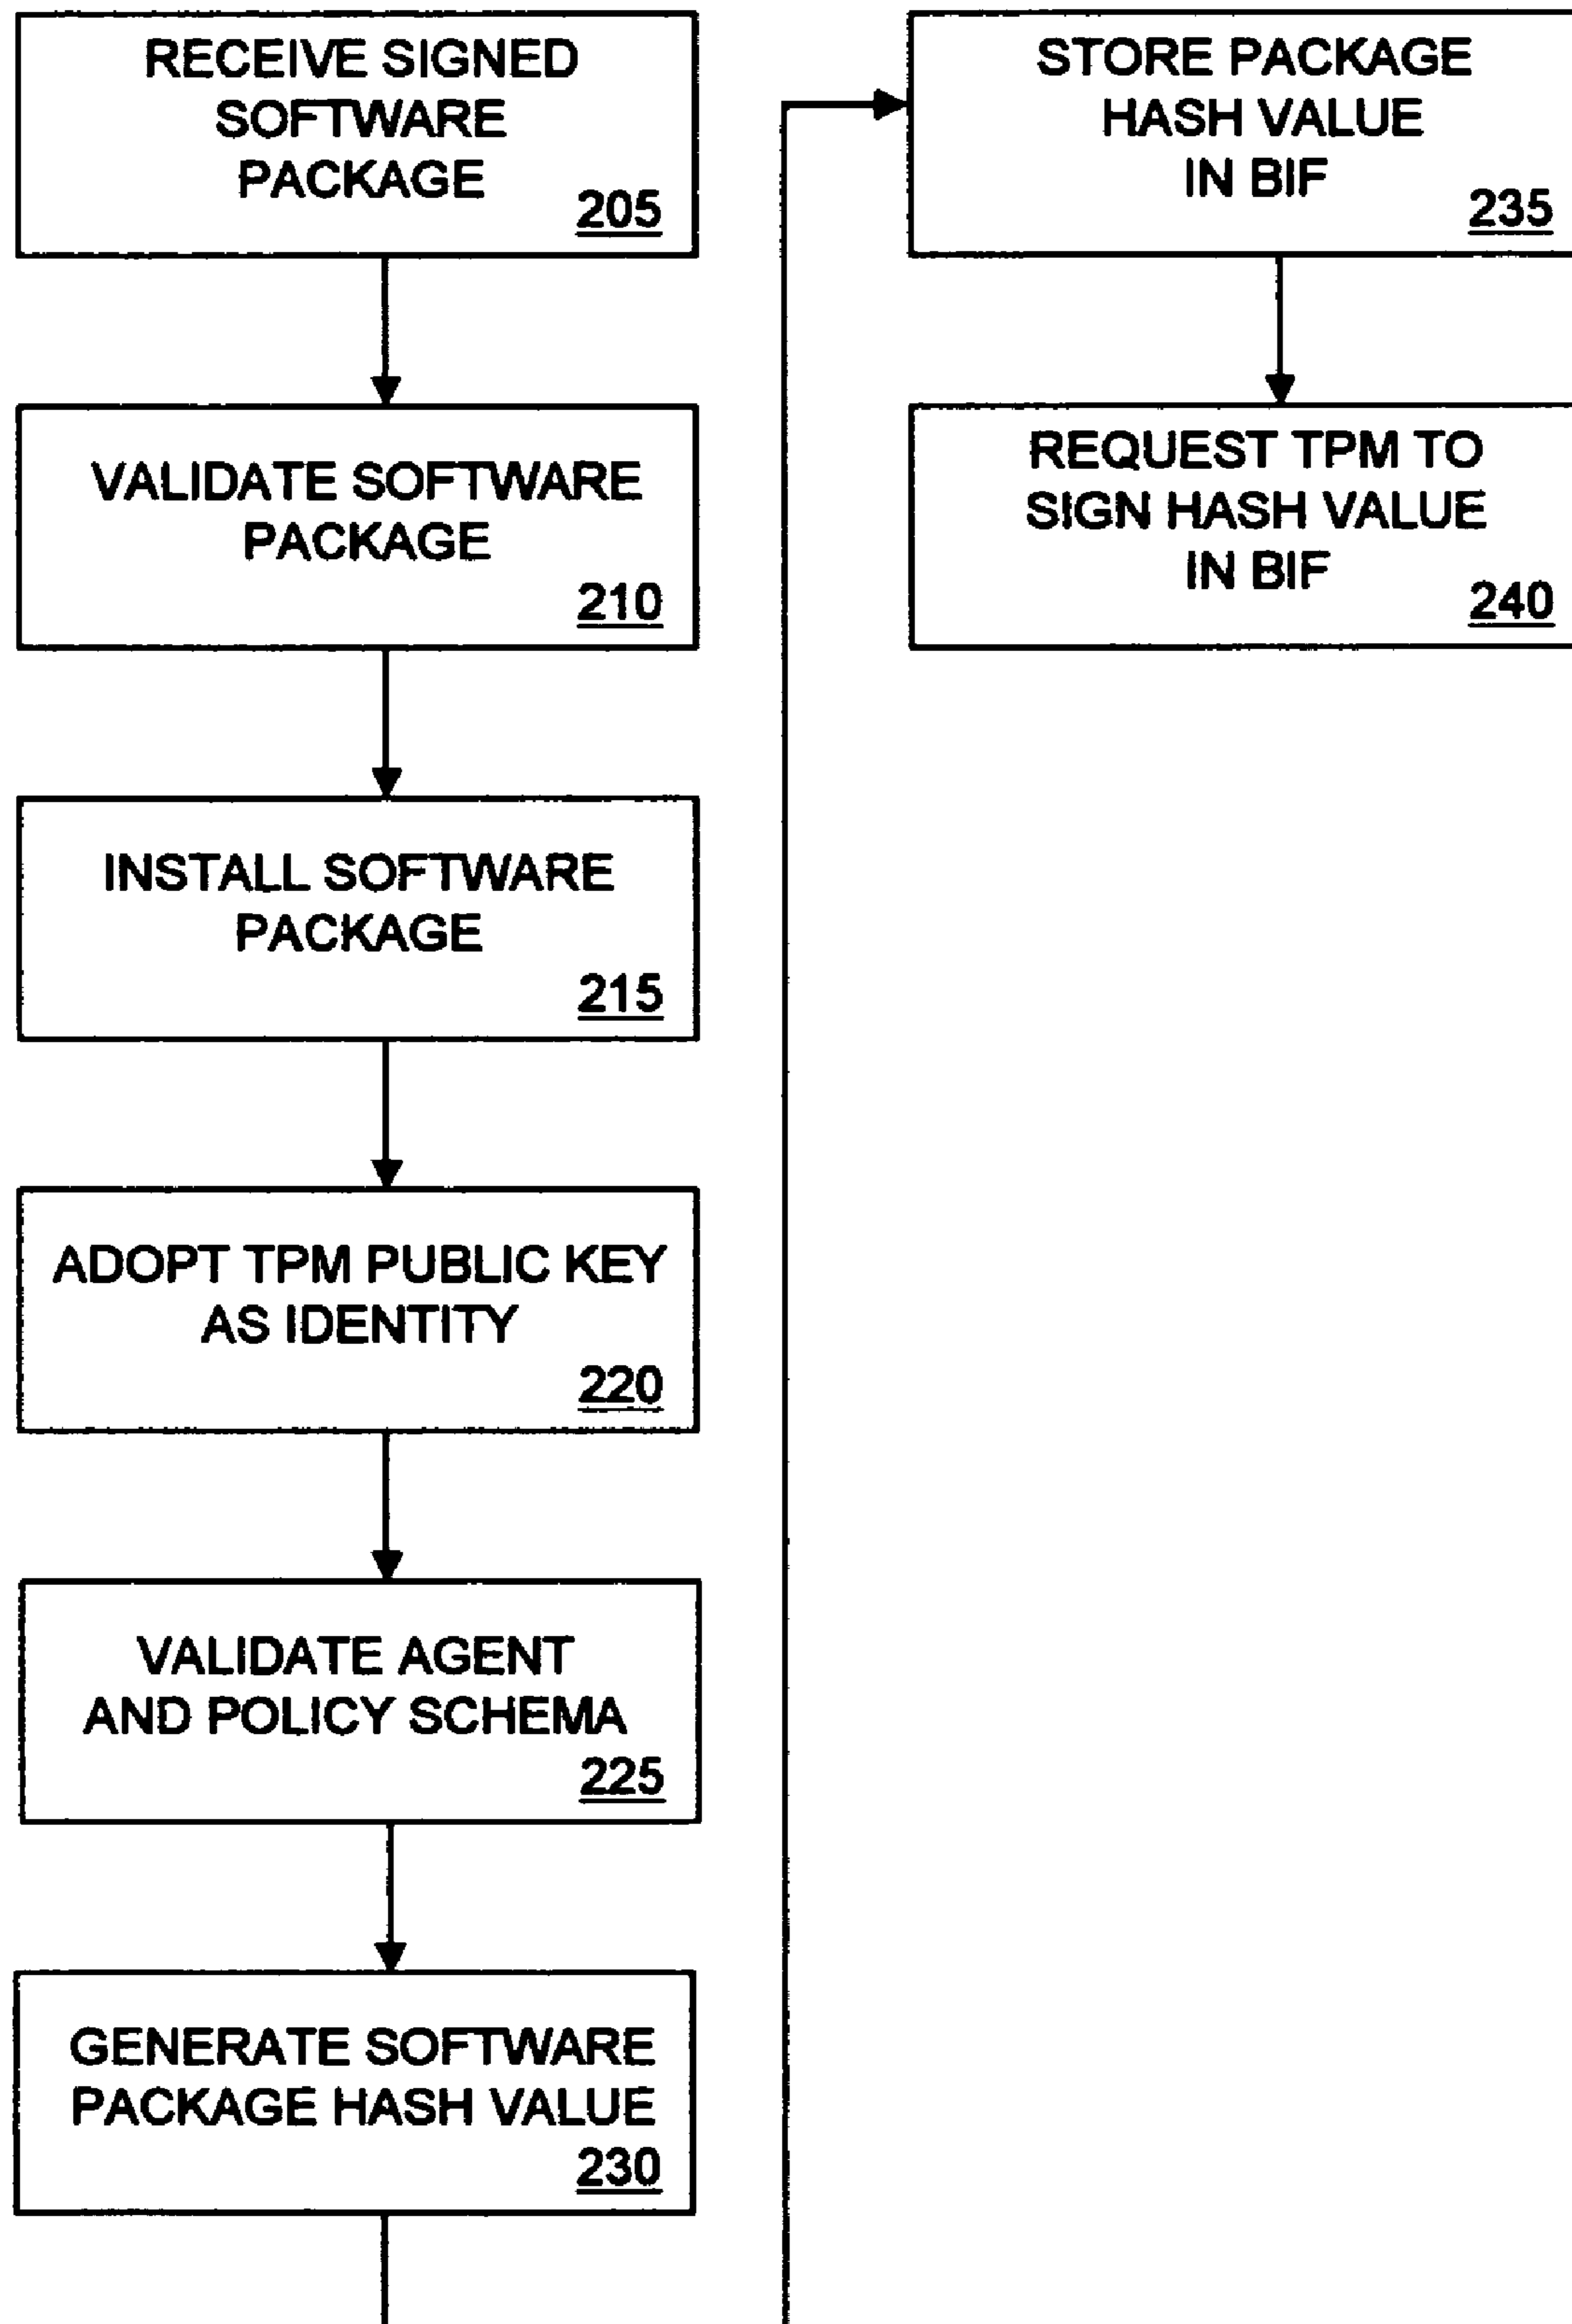 RECEIVE SIGNED
SOFTWARE
PACKAGE
205
VALIDATE SOFTWARE
PACKAGE
210
INSTALL SOFTWARE
PACKAGE
215
ADOPT TPM PUBLIC KEY
AS IDENTITY
220
VALIDATE AGENT
AND POLICY SCHEMA
225
GENERATE SOFTWARE
PACKAGE HASH VALUE
230
STORE PACKAGE
HASH VALUE
IN BIF
235
REQUEST TPM TO
SIGN HASH VALUE
IN BIF
240